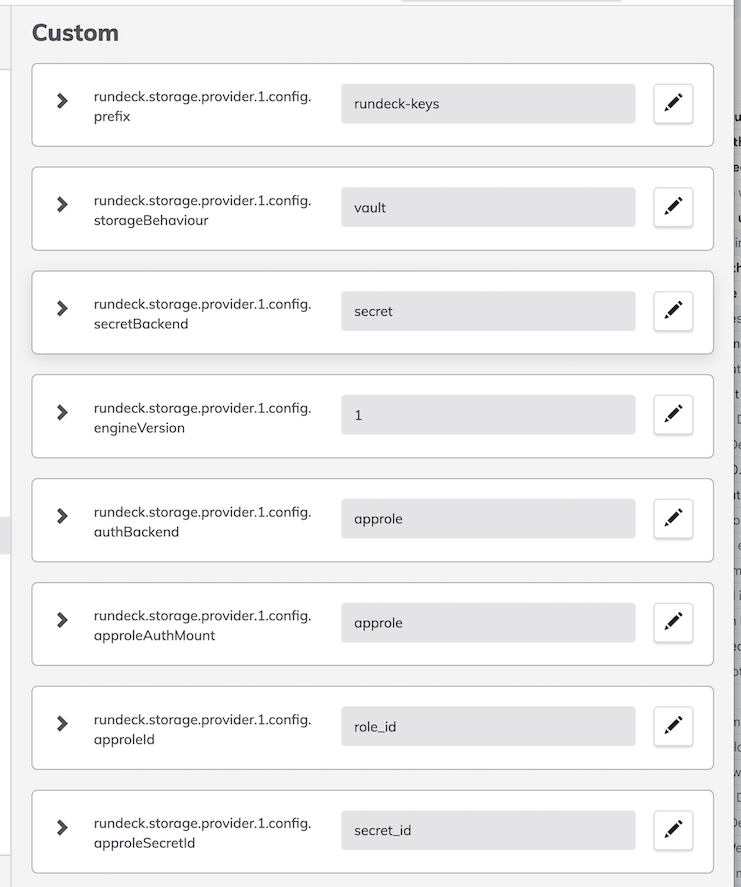 Custom
rundeck.storage.provider.1.config.
prefix
rundeck-keys
rundeck.storage.provider.1.config.
storageBehaviour
vault
rundeck.storage.provider.1.config.
secretBackend
secret
rundeck.storage.provider.1.config.
engineVersion
1
rundeck.storage.provider.1.config.
authBackend
approle
rundeck.storage.provider.1.config.
approleAuthMount
approle
rundeck.storage.provider.1.config.
approleId
role_id
rundeck.storage.provider.1.config.
approleSecretId
secret_id